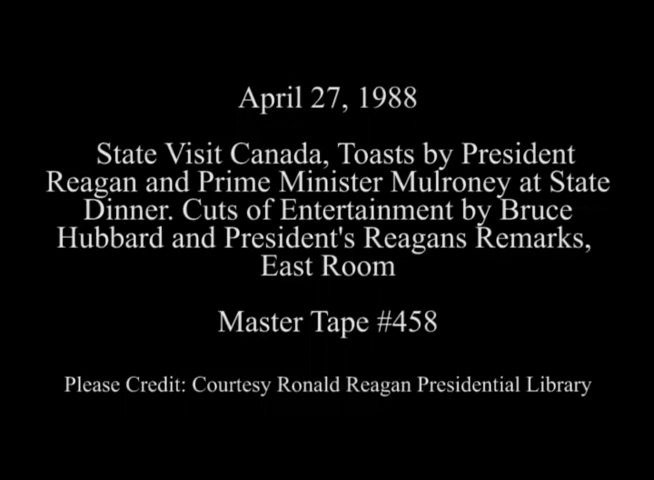 April 27, 1988
State Visit Canada, Toasts by President
Reagan and Prime Minister Mulroney at State
Dinner. Cuts of Entertainment by Bruce
Hubbard and President's Reagans Remarks,
East Room
Master Tape #458
Please Credit: Courtesy Ronald Reagan Presidential Library